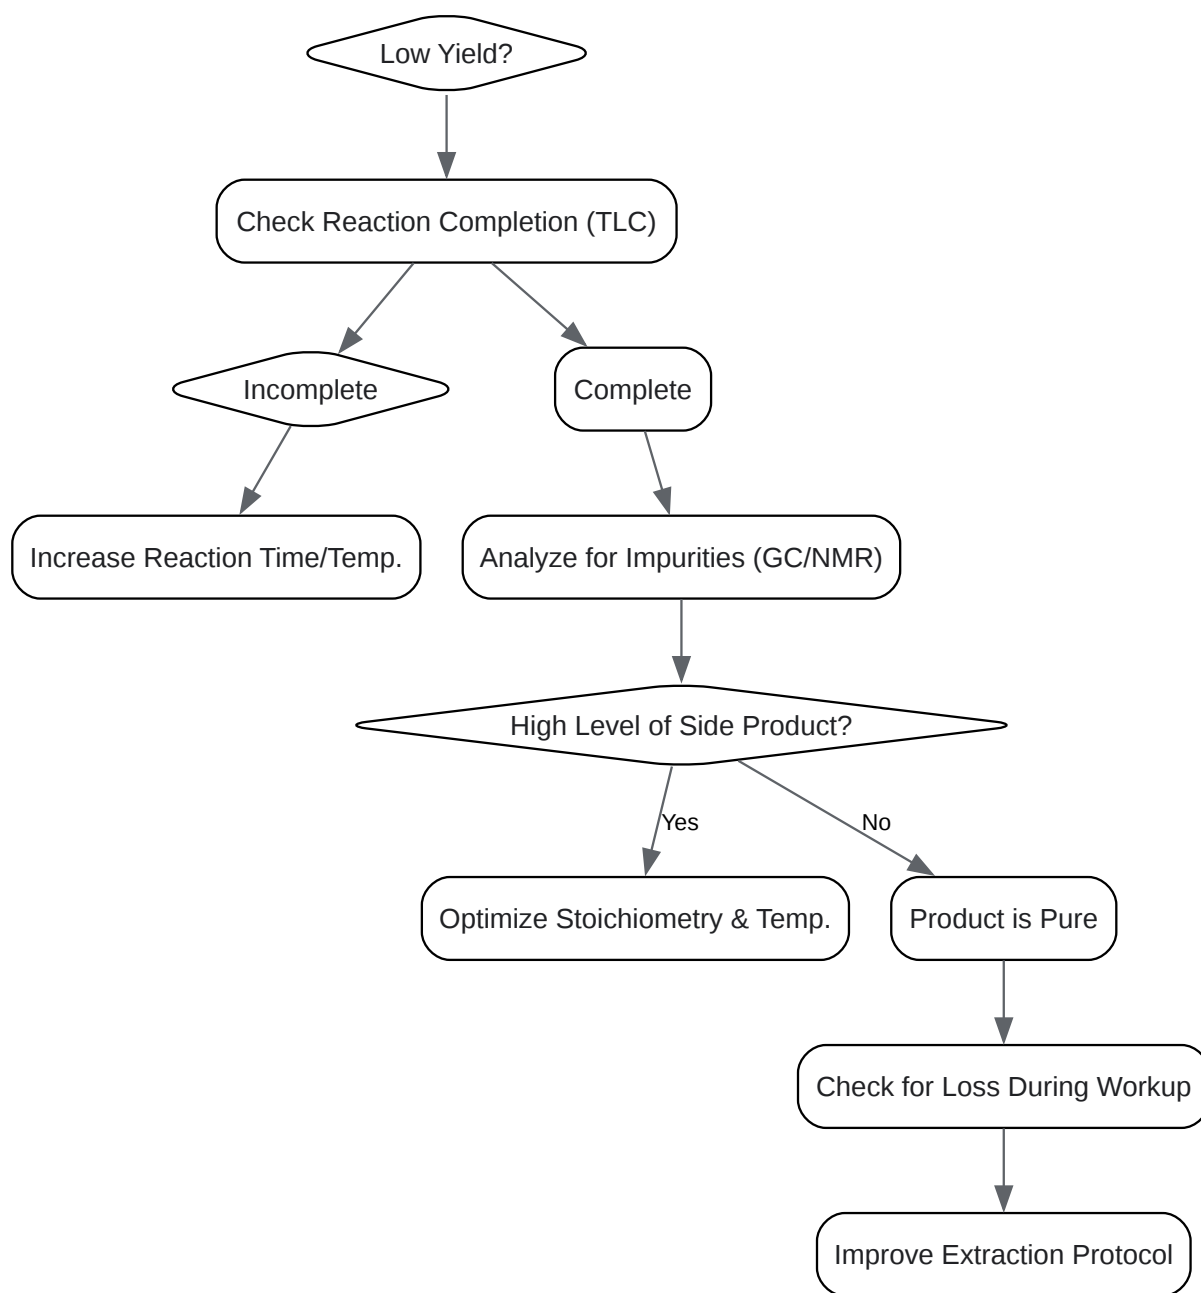 Low Yield?
Check Reaction Completion (TLC)
Incomplete
Complete
Increase Reaction Time/Temp.
Analyze for Impurities (GC/NMR)
High Level of Side Product?
Yes
No
Optimize Stoichiometry & Temp.
Product is Pure
Check for Loss During Workup
Improve Extraction Protocol